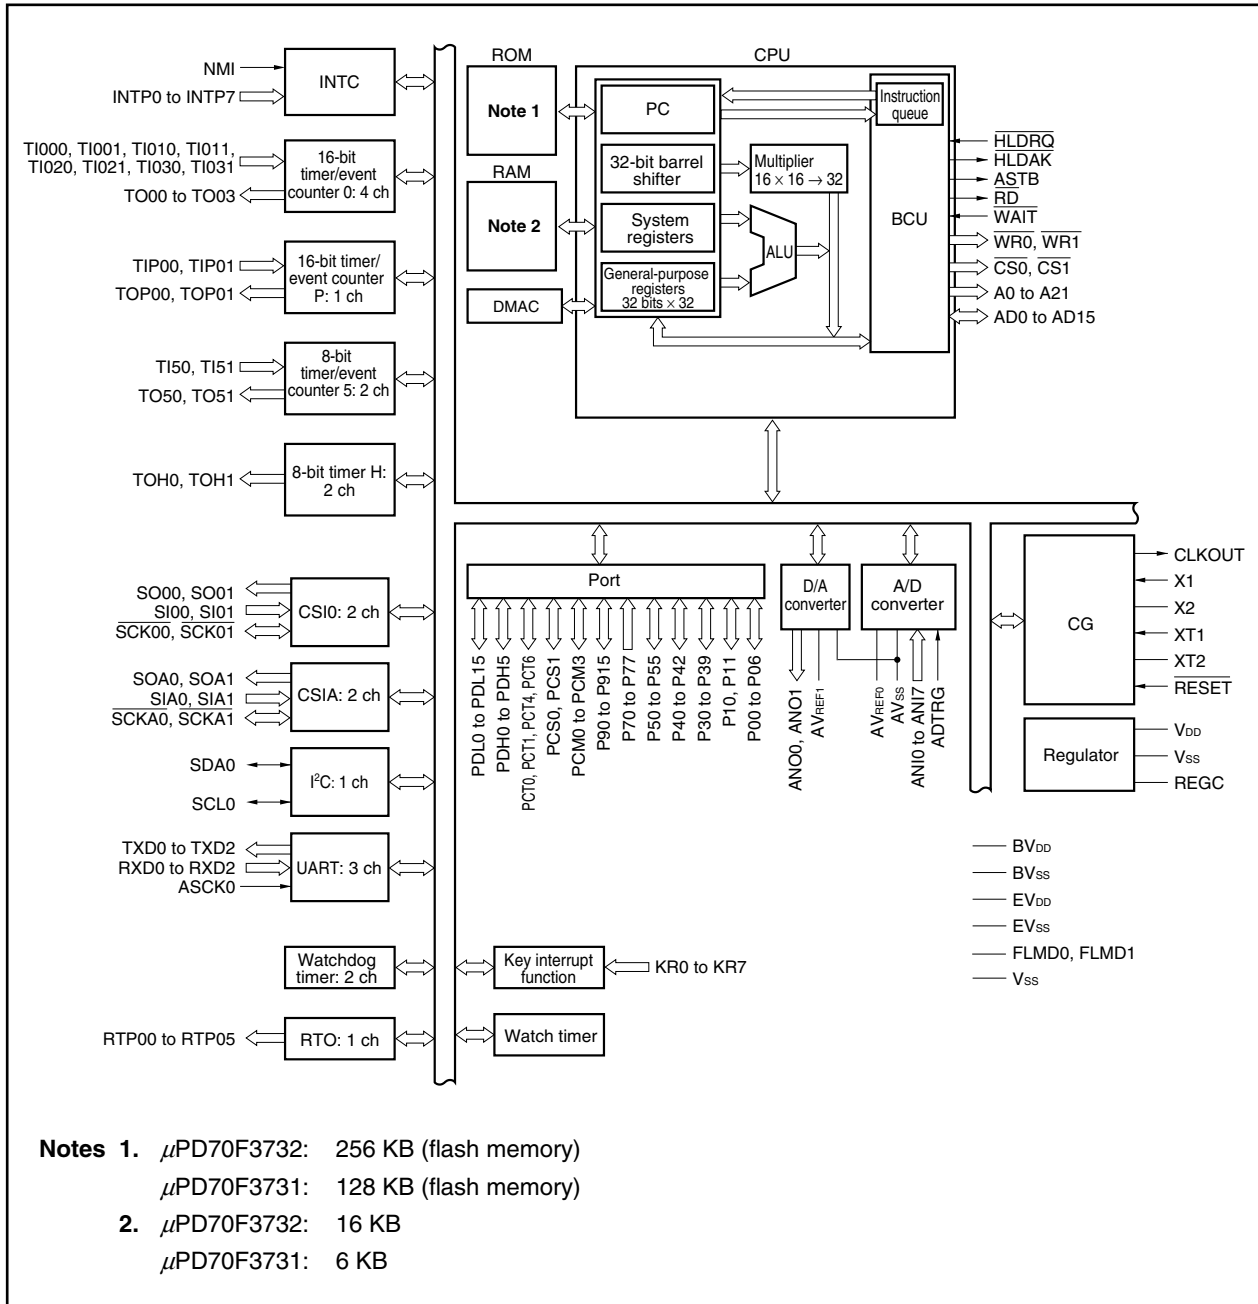 NMI
INTP0 to INTP7
INTC
TI000, TI001, TI010, TI011,
TI020, TI021, TI030, TI031
TO00 to TO03
16-bit
timer/event
counter 0: 4 ch
TIP00, TIP01
TOP00, TOP01
16-bit timer/
event counter
P: 1 ch
TI50, TI51
TO50, TO51
8-bit
timer/event
counter 5: 2 ch
TOH0, TOH1
8-bit timer H:
2 ch
SO00, SO01
SI00, SI01
SCK00, SCK01
CSI0: 2 ch
SOA0, SOA1
SIA0, SIA1
SCKA0, SCKA1
CSIA: 2 ch
SDA0
SCL0
I²C: 1 ch
TXD0 to TXD2
RXD0 to RXD2
ASCK0
UART: 3 ch
Watchdog
timer: 2 ch
RTP00 to RTP05
RTO: 1 ch
ROM
Note 1
RAM
Note 2
DMAC
CPU
PC
32-bit barrel
shifter
System
registers
General-purpose
registers
32 bits × 32
Multiplier
16 × 16 → 32
ALU
Instruction
queue
BCU
HLDRQ
HLDAK
ASTB
RD
WAIT
WR0, WR1
CS0, CS1
A0 to A21
AD0 to AD15
Port
PDL0 to PDL15
PDH0 to PDH5
PCT0, PCT1, PCT4, PCT6
PCS0, PCS1
PCM0 to PCM3
P90 to P915
P70 to P77
P50 to P55
P40 to P42
P30 to P39
P10, P11
P00 to P06
D/A
converter
ANO0, ANO1
AVREF1
A/D
converter
AVREF0
AVSS
ANI0 to ANI7
ADTRG
CG
CLKOUT
X1
X2
XT1
XT2
RESET
Regulator
VDD
VSS
REGC
BVDD
BVSS
EVDD
EVSS
FLMD0, FLMD1
VSS
Key interrupt
function
KR0 to KR7
Watch timer
Notes 1. μPD70F3732: 256 KB (flash memory)
μPD70F3731: 128 KB (flash memory)
2. μPD70F3732: 16 KB
μPD70F3731: 6 KB